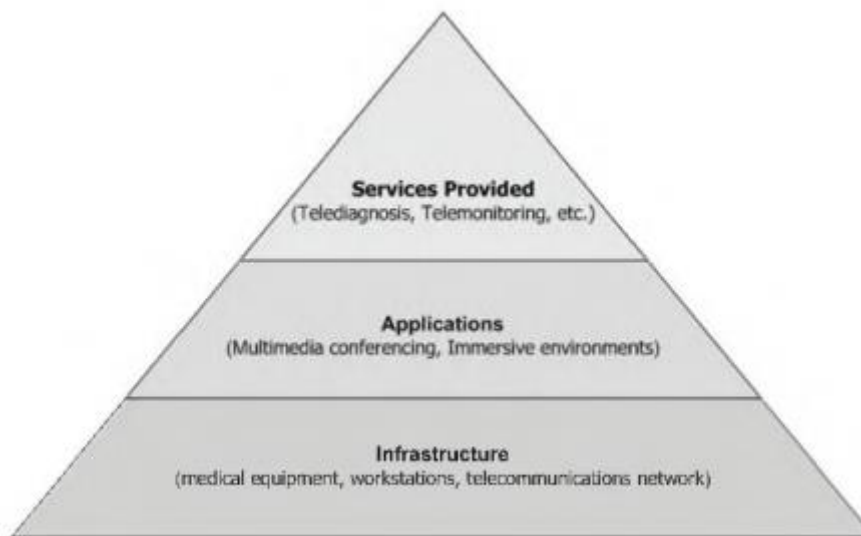 Services Provided
(Telediagnosis, Telemonitoring, etc.)
Applications
(Multimedia conferencing, Immersive environments)
Infrastructure
(medical equipment, workstations, telecommunications network)